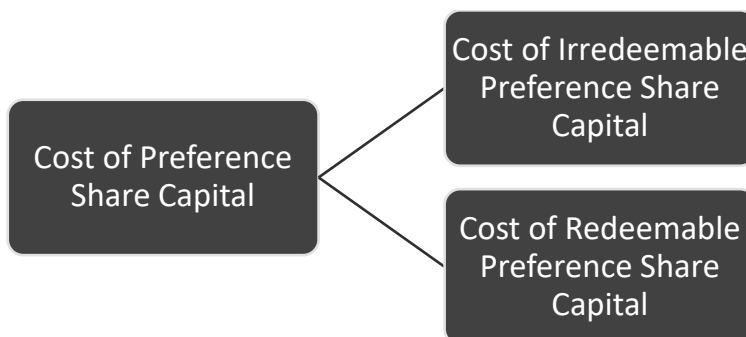 Cost of Preference
Share Capital
Cost of Irredeemable
Preference Share
Capital
Cost of Redeemable
Preference Share
Capital